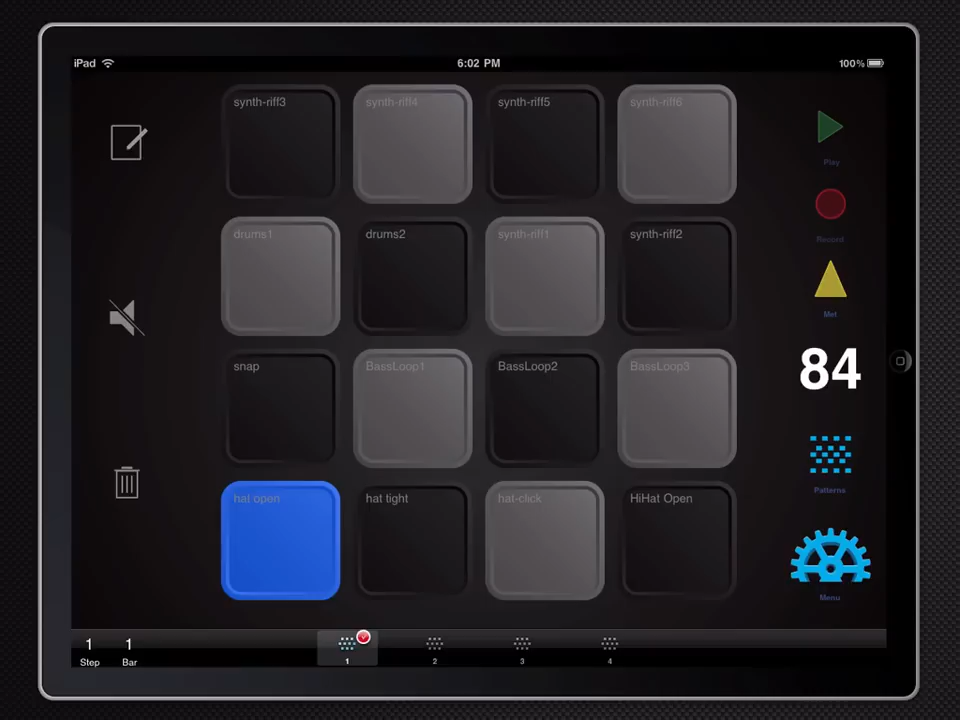 iPad 6:02 PM 100%
synth-riff3 synth-riff4 synth-riff5 synth-riff6
Play
Record
drums1 drums2 synth-riff1 synth-riff2
Met
84
snap BassLoop1 BassLoop2 BassLoop3
Patterns
hat open hat tight hat-click HiHat Open
Menu
1 1
Step Bar 1 2 3 4